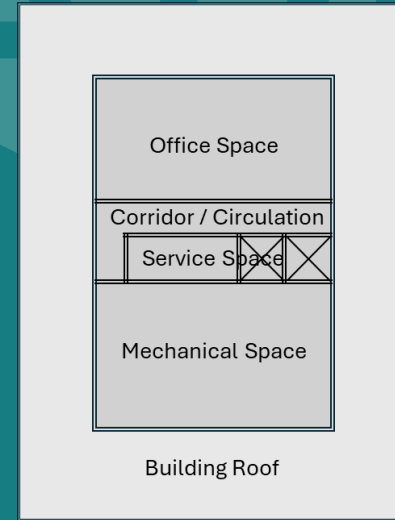 Office Space
Corridor / Circulation
Service Space
Mechanical Space
Building Roof